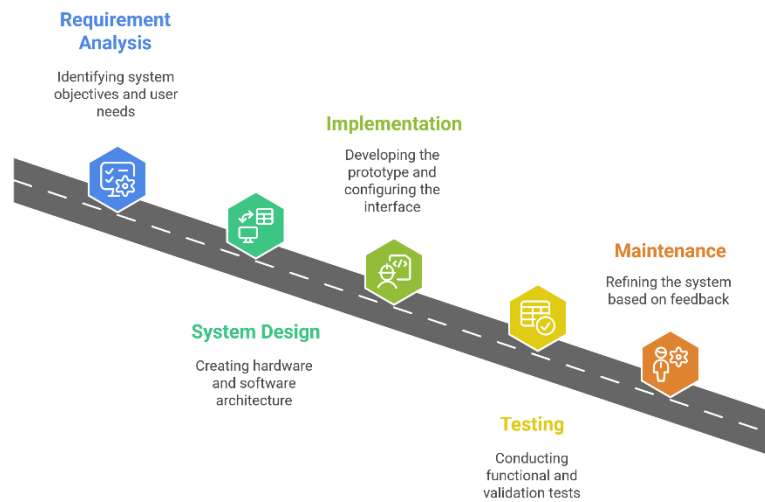 Requirement
Analysis
Identifying system
objectives and user
needs
System Design
Creating hardware
and software
architecture
Implementation
Developing the
prototype and
configuring the
interface
Testing
Conducting
functional and
validation tests
Maintenance
Refining the system
based on feedback